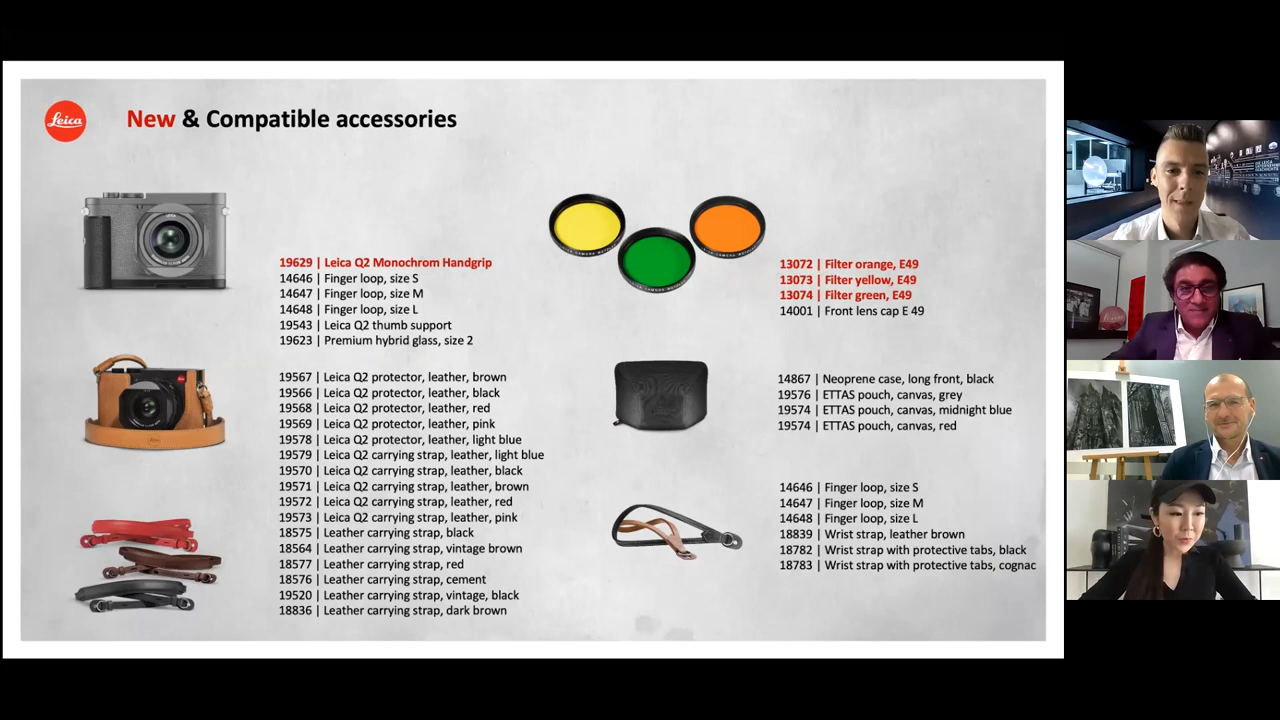 Leica
New & Compatible accessories
19629 | Leica Q2 Monochrom Handgrip
14646 | Finger loop, size S
14647 | Finger loop, size M
14648 | Finger loop, size L
19543 | Leica Q2 thumb support
19623 | Premium hybrid glass, size 2
19567 | Leica Q2 protector, leather, brown
19566 | Leica Q2 protector, leather, black
19568 | Leica Q2 protector, leather, red
19569 | Leica Q2 protector, leather, pink
19578 | Leica Q2 protector, leather, light blue
19579 | Leica Q2 carrying strap, leather, light blue
19570 | Leica Q2 carrying strap, leather, black
19571 | Leica Q2 carrying strap, leather, brown
19572 | Leica Q2 carrying strap, leather, red
19573 | Leica Q2 carrying strap, leather, pink
18575 | Leather carrying strap, black
18564 | Leather carrying strap, vintage brown
18577 | Leather carrying strap, red
18576 | Leather carrying strap, cement
19520 | Leather carrying strap, vintage, black
18836 | Leather carrying strap, dark brown
13072 | Filter orange, E49
13073 | Filter yellow, E49
13074 | Filter green, E49
14001 | Front lens cap E 49
14867 | Neoprene case, long front, black
19576 | ETTAS pouch, canvas, grey
19574 | ETTAS pouch, canvas, midnight blue
19574 | ETTAS pouch, canvas, red
14646 | Finger loop, size S
14647 | Finger loop, size M
14648 | Finger loop, size L
18839 | Wrist strap, leather brown
18782 | Wrist strap with protective tabs, black
18783 | Wrist strap with protective tabs, cognac